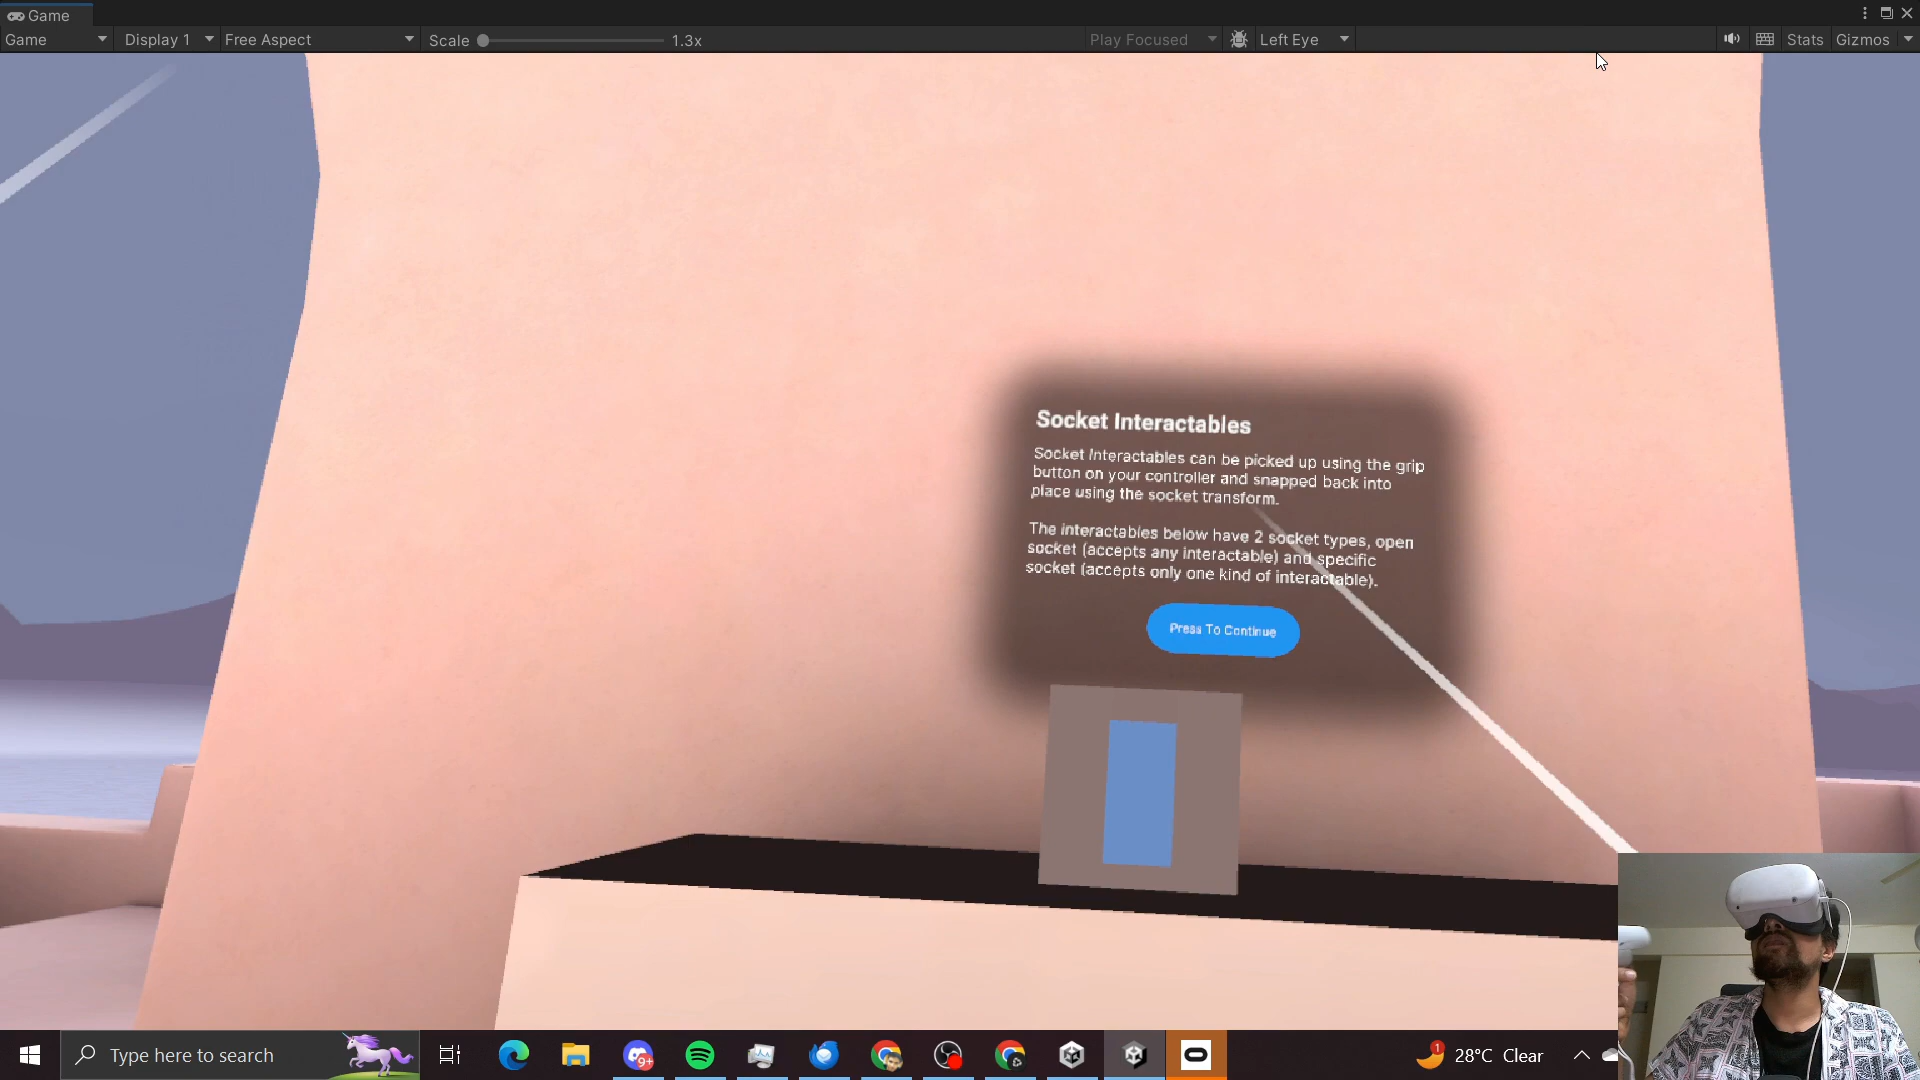 Game
Game Display 1 Free Aspect Scale 1.3x Play Focused Left Eye Stats Gizmos
Socket Interactables
Socket Interactables can be picked up using the grip
button on your controller and snapped back into
place using the socket transform.
The interactables below have 2 socket types, open
socket (accepts any interactable) and specific
socket (accepts only one kind of interactable).
Press To Continue
Type here to search 9+ 1 28°C Clear